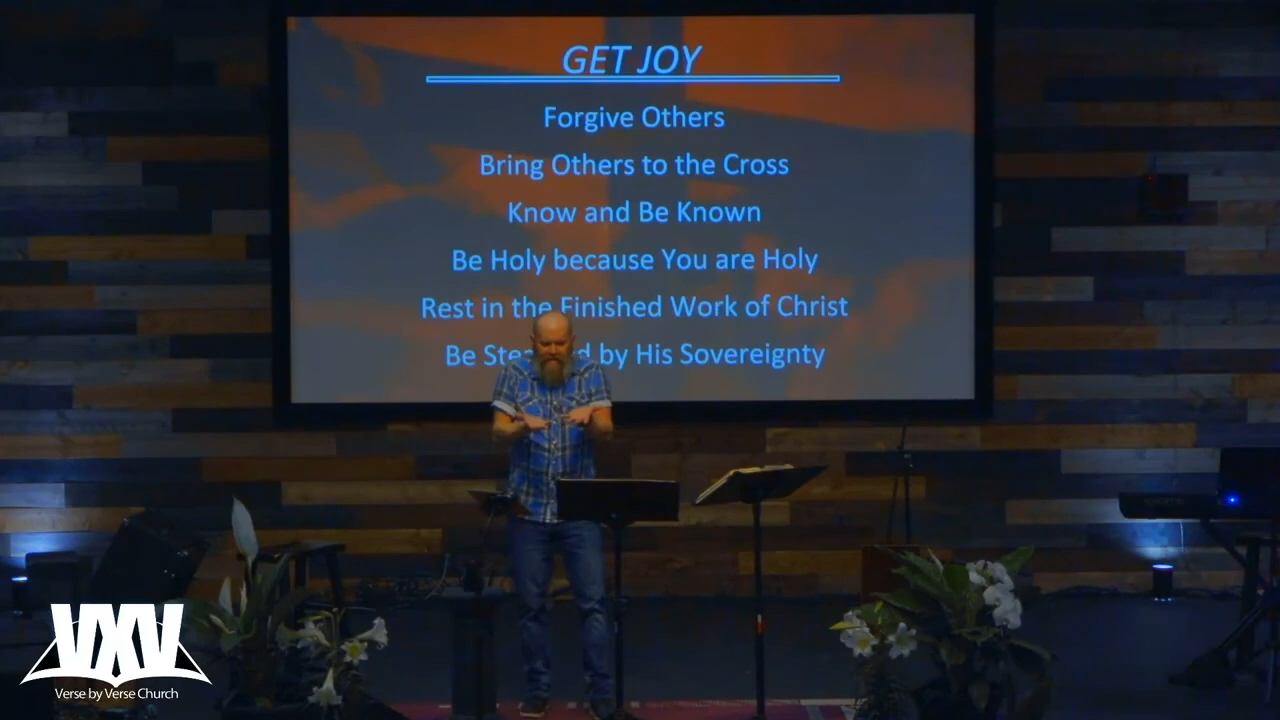 GET JOY
Forgive Others
Bring Others to the Cross
Know and Be Known
Be Holy because You are Holy
Rest in the Finished Work of Christ
Be by His Sovereignty
VXV
Verse by Verse Church